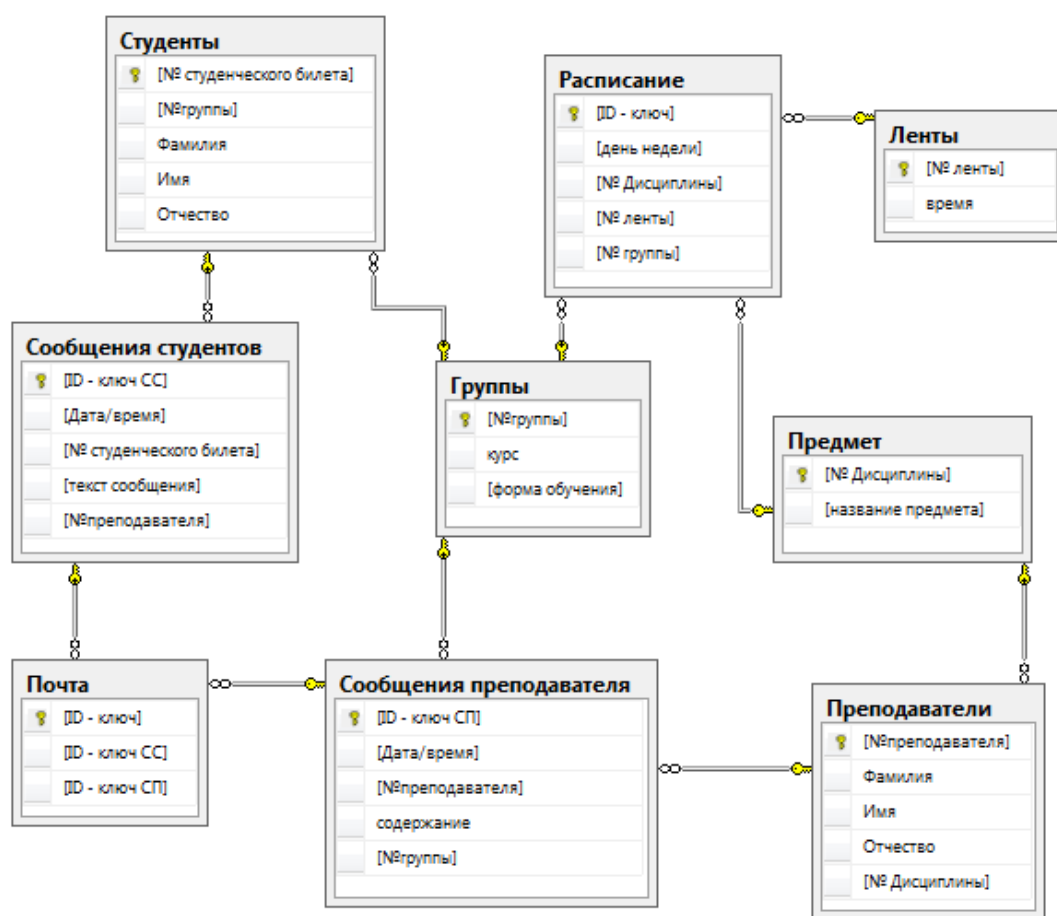 Студенты
[№ студенческого билета]
[№группы]
Фамилия
Имя
Отчество
Расписание
[ID - ключ]
[день недели]
[№ Дисциплины]
[№ ленты]
[№ группы]
Ленты
[№ ленты]
время
Сообщения студентов
[ID - ключ СС]
[Дата/время]
[№ студенческого билета]
[текст сообщения]
[№преподавателя]
Группы
[№группы]
курс
[форма обучения]
Предмет
[№ Дисциплины]
[название предмета]
Почта
[ID - ключ]
[ID - ключ СС]
[ID - ключ СП]
Сообщения преподавателя
[ID - ключ СП]
[Дата/время]
[№преподавателя]
содержание
[№группы]
Преподаватели
[№преподавателя]
Фамилия
Имя
Отчество
[№ Дисциплины]